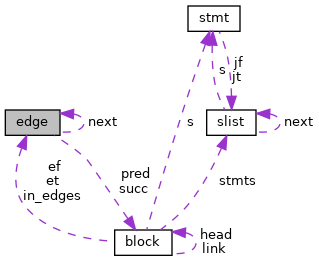 stmt
s
jf
jt
edge
next
slist
next
s
ef
et
in_edges
pred
succ
stmts
block
head
link